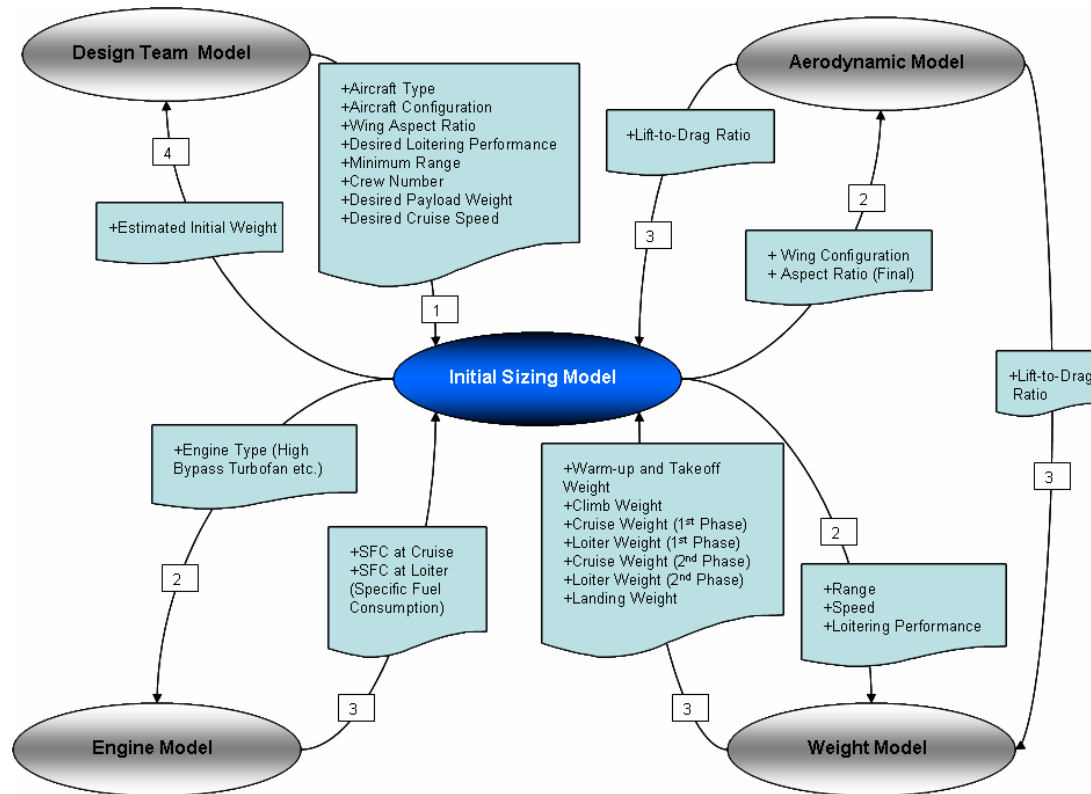 Design Team Model
Aerodynamic Model
+Aircraft Type
+Aircraft Configuration
+Wing Aspect Ratio
+Desired Loitering Performance
+Minimum Range
+Crew Number
+Desired Payload Weight
+Desired Cruise Speed
+Lift-to-Drag Ratio
4
2
3
+Estimated Initial Weight
+ Wing Configuration
+ Aspect Ratio (Final)
1
Initial Sizing Model
+Lift-to-Drag
Ratio
3
+Engine Type (High
Bypass Turbofan etc.)
+Warm-up and Takeoff
Weight
+Climb Weight
+Cruise Weight (1st Phase)
+Loiter Weight (1st Phase)
+Cruise Weight (2nd Phase)
+Loiter Weight (2nd Phase)
+Landing Weight
2
+SFC at Cruise
+SFC at Loiter
(Specific Fuel
Consumption)
2
+Range
+Speed
+Loitering Performance
3
3
Engine Model
Weight Model